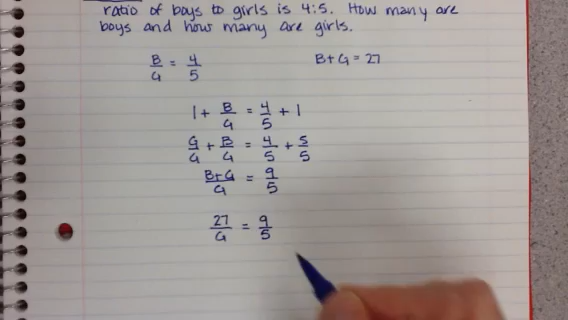 ratio of boys to girls is 4:5. How many are
boys and how many are girls.
B/G = 4/5 B+G = 27
1 + B/G = 4/5 + 1
G/G + B/G = 4/5 + 5/5
B+G/G = 9/5
27/G = 9/5